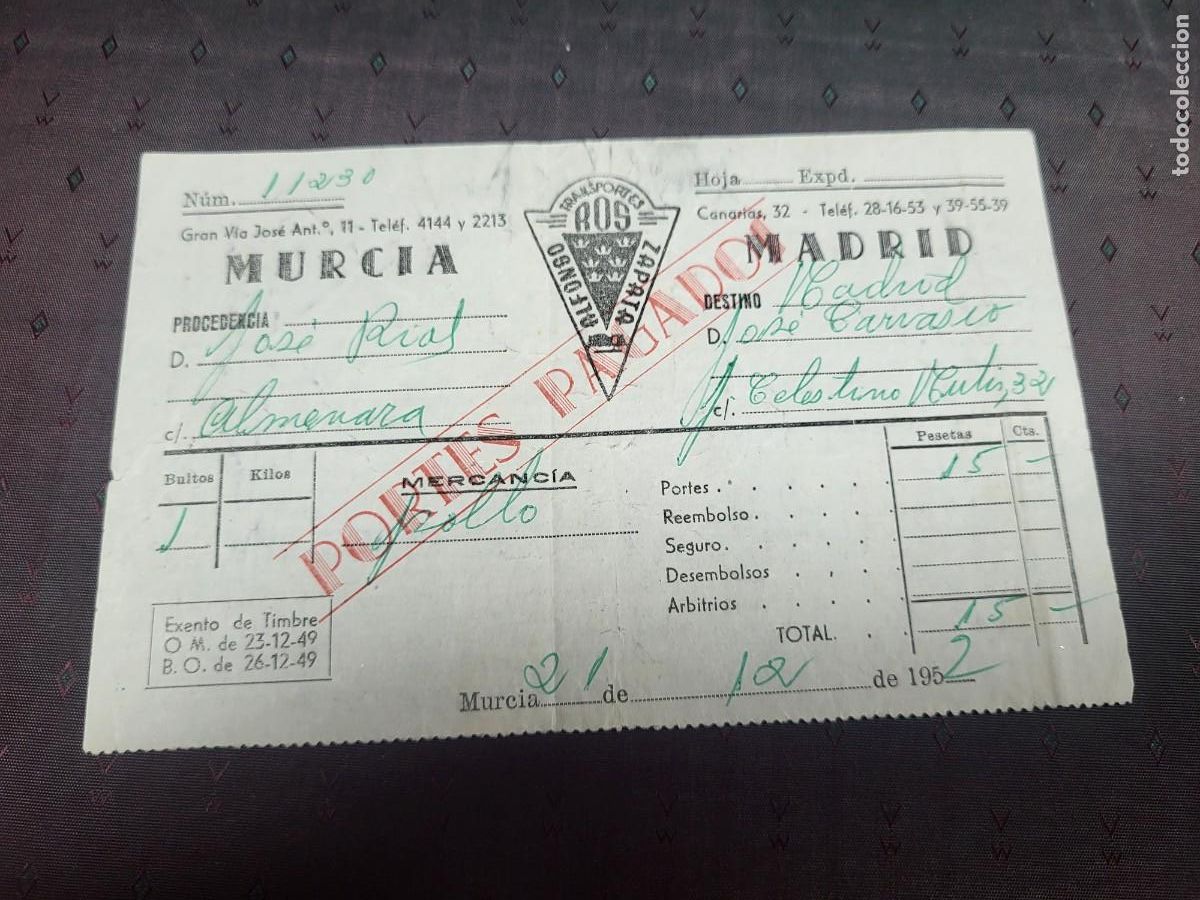 Núm. 11230
Gran Vía José Ant.º, 11 - Teléf. 4144 y 2213
MURCIA
PROCEDENCIA
D. José Rial
c/. Almenara
TRANSPORTES
ROS
ALFONSO ZAPATA
Hoja Expd.
Canarias, 32 - Teléf. 28-16-53 y 39-55-39
MADRID
DESTINO Madrid
D. José
c/. Celestino Mutis, 32
PORTES PAGADOS
Bultos Kilos MERCANCÍA
1 pollo
Pesetas Cts.
Portes 15 -
Reembolso
Seguro
Desembolsos
Arbitrios
TOTAL 15 -
Exento de Timbre
O M. de 23-12-49
B. O. de 26-12-49
Murcia 21 de 12 de 1952
todocoleccion